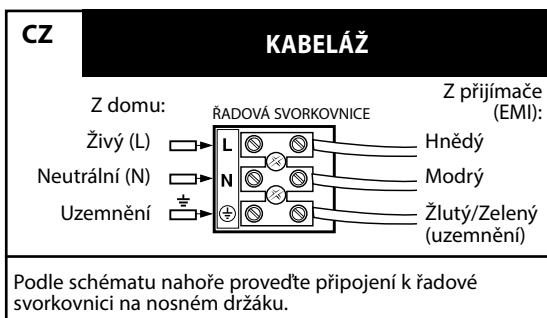 CZ
KABELÁŽ
Z domu:
ŘADOVÁ SVORKOVNICE
Z přijímače
(EMI):
Živý (L)
L
Hnědý
Neutrální (N)
N
Modrý
Uzemnění
Žlutý/Zelený
(uzemnění)
Podle schématu nahoře proveďte připojení k řadové
svorkovnici na nosném držáku.